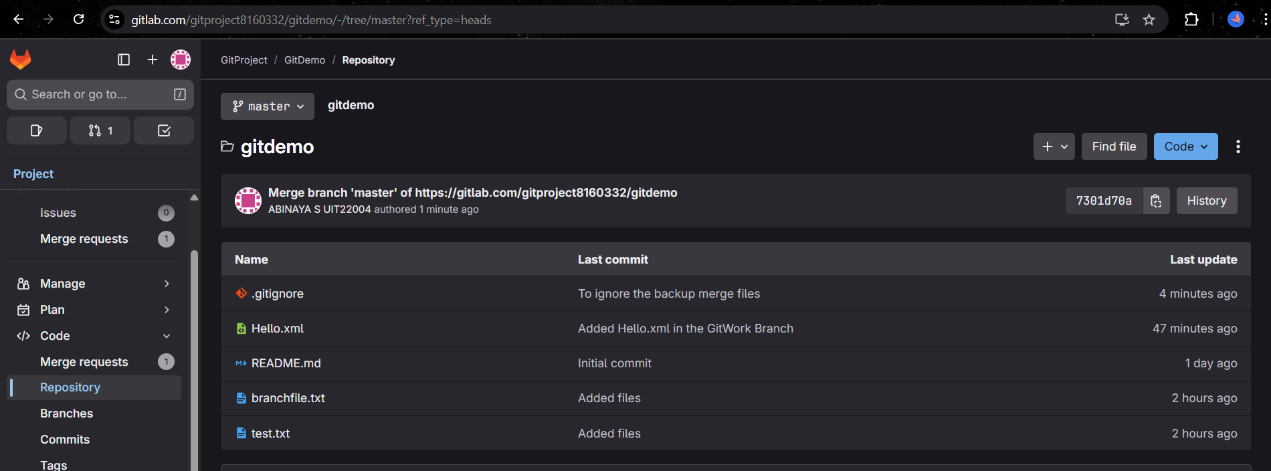 gitlab.com/gitproject8160332/gitdemo/-/tree/master?ref_type=heads
GitProject / GitDemo / Repository
Search or go to... /
master gitdemo
1
gitdemo
+ Find file Code
Project
Merge branch 'master' of https://gitlab.com/gitproject8160332/gitdemo
ABINAYA S UIT22004 authored 1 minute ago
7301d70a History
Issues 0
Merge requests 1
Manage
Plan
Code
Merge requests 1
Repository
Branches
Commits
Tags
Name Last commit Last update
.gitignore To ignore the backup merge files 4 minutes ago
Hello.xml Added Hello.xml in the GitWork Branch 47 minutes ago
README.md Initial commit 1 day ago
branchfile.txt Added files 2 hours ago
test.txt Added files 2 hours ago